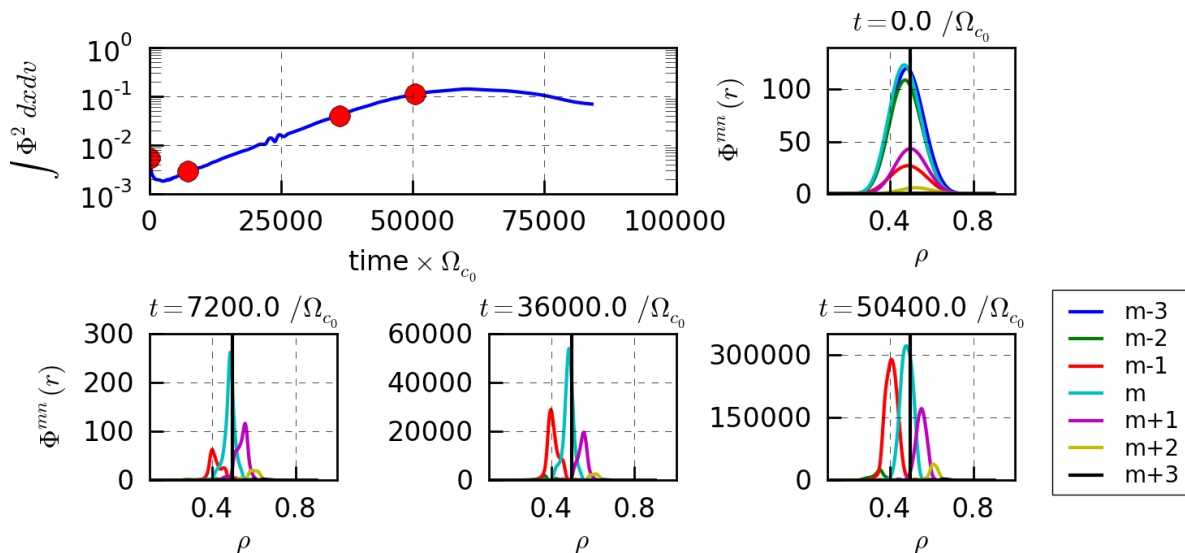 ∫ Φ² dxdv
10⁰
10⁻¹
10⁻²
10⁻³
0 25000 50000 75000 100000
time × Ω_c₀
t=0.0 /Ω_c₀
Φ^mn (r)
100
50
0
0.4 0.8
ρ
t=7200.0 /Ω_c₀
Φ^mn (r)
300
200
100
0
0.4 0.8
ρ
t=36000.0 /Ω_c₀
60000
40000
20000
0
0.4 0.8
ρ
t=50400.0 /Ω_c₀
300000
150000
0
0.4 0.8
ρ
m-3
m-2
m-1
m
m+1
m+2
m+3